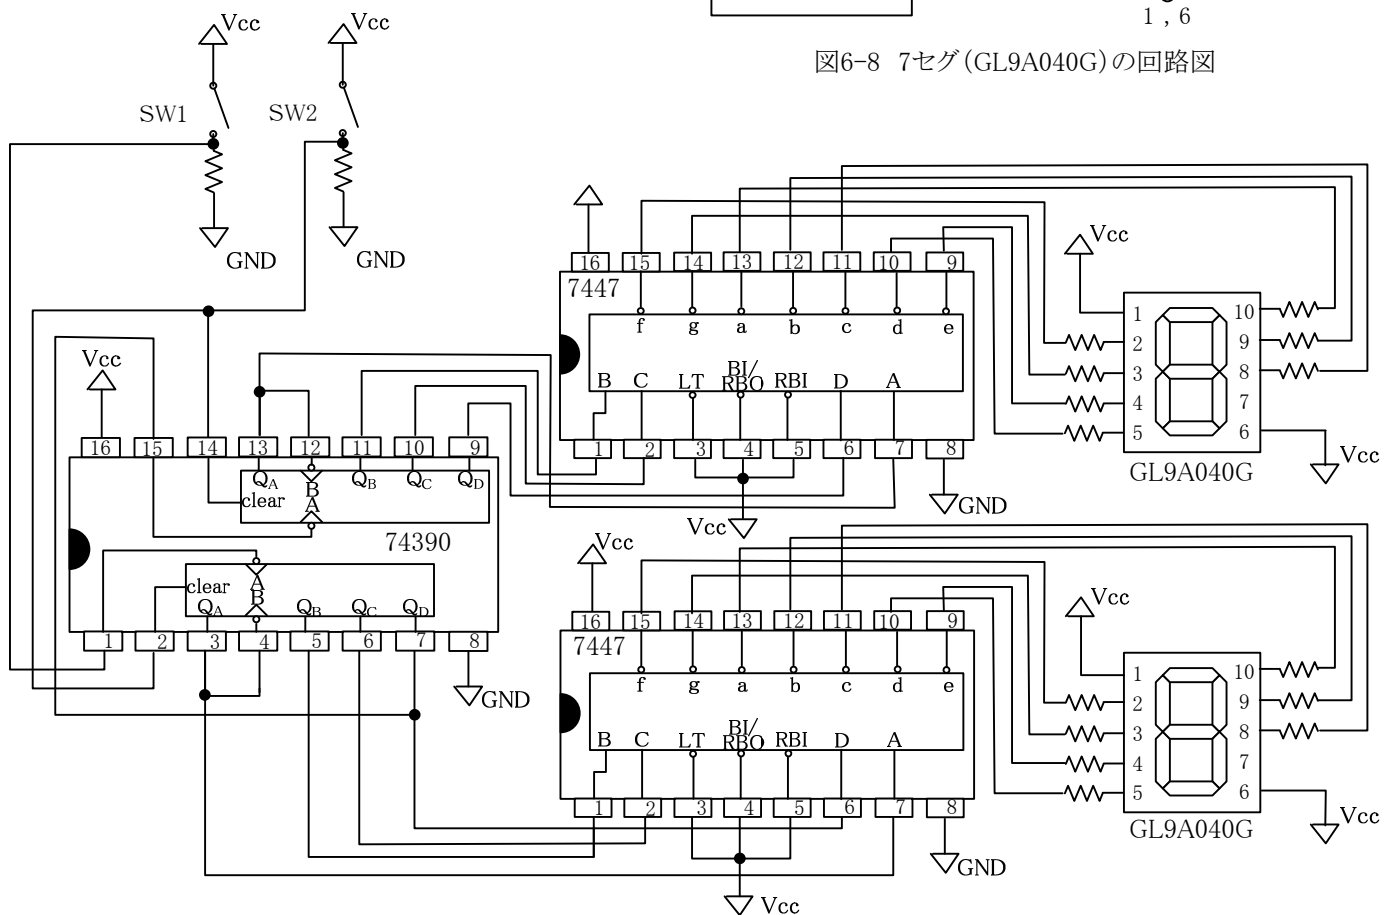 1 , 6
図6-8 7セグ(GL9A040G)の回路図
Vcc
Vcc
SW1
SW2
GND
GND
Vcc
16
15
14
13
12
11
10
9
QA
B
QB
QC
QD
clear
A
74390
clear
A
B
QA
QB
QC
QD
1
2
3
4
5
6
7
8
GND
16
15
14
13
12
11
10
9
7447
f
g
a
b
c
d
e
B
C
LT
BI/
RBO
RBI
D
A
1
2
3
4
5
6
7
8
Vcc
GND
Vcc
1
2
3
4
5
10
9
8
7
6
Vcc
GL9A040G
Vcc
16
15
14
13
12
11
10
9
7447
f
g
a
b
c
d
e
B
C
LT
BI/
RBO
RBI
D
A
1
2
3
4
5
6
7
8
Vcc
GND
Vcc
1
2
3
4
5
10
9
8
7
6
Vcc
GL9A040G